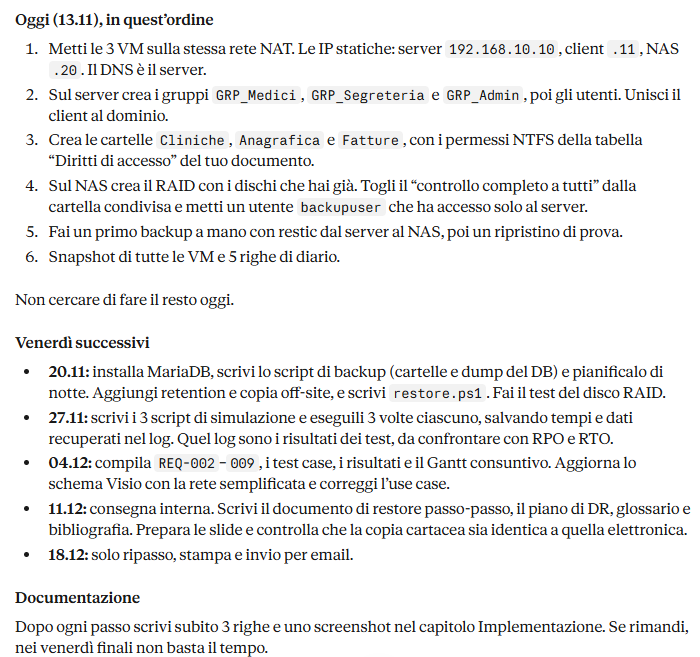 Oggi (13.11), in quest'ordine
1. Metti le 3 VM sulla stessa rete NAT. Le IP statiche: server 192.168.10.10, client .11, NAS
.20. Il DNS è il server.
2. Sul server crea i gruppi GRP_Medici, GRP_Segreteria e GRP_Admin, poi gli utenti. Unisci il
client al dominio.
3. Crea le cartelle Cliniche, Anagrafica e Fatture, con i permessi NTFS della tabella
“Diritti di accesso” del tuo documento.
4. Sul NAS crea il RAID con i dischi che hai già. Togli il “controllo completo a tutti” dalla
cartella condivisa e metti un utente backupuser che ha accesso solo al server.
5. Fai un primo backup a mano con restic dal server al NAS, poi un ripristino di prova.
6. Snapshot di tutte le VM e 5 righe di diario.
Non cercare di fare il resto oggi.
Venerdì successivi
• 20.11: installa MariaDB, scrivi lo script di backup (cartelle e dump del DB) e pianificalo di
notte. Aggiungi retention e copia off-site, e scrivi restore.ps1. Fai il test del disco RAID.
• 27.11: scrivi i 3 script di simulazione e eseguili 3 volte ciascuno, salvando tempi e dati
recuperati nel log. Quel log sono i risultati dei test, da confrontare con RPO e RTO.
• 04.12: compila REQ-002–009, i test case, i risultati e il Gantt consuntivo. Aggiorna lo
schema Visio con la rete semplificata e correggi l'use case.
• 11.12: consegna interna. Scrivi il documento di restore passo-passo, il piano di DR, glossario e
bibliografia. Prepara le slide e controlla che la copia cartacea sia identica a quella elettronica.
• 18.12: solo ripasso, stampa e invio per email.
Documentazione
Dopo ogni passo scrivi subito 3 righe e uno screenshot nel capitolo Implementazione. Se rimandi,
nei venerdì finali non basta il tempo.